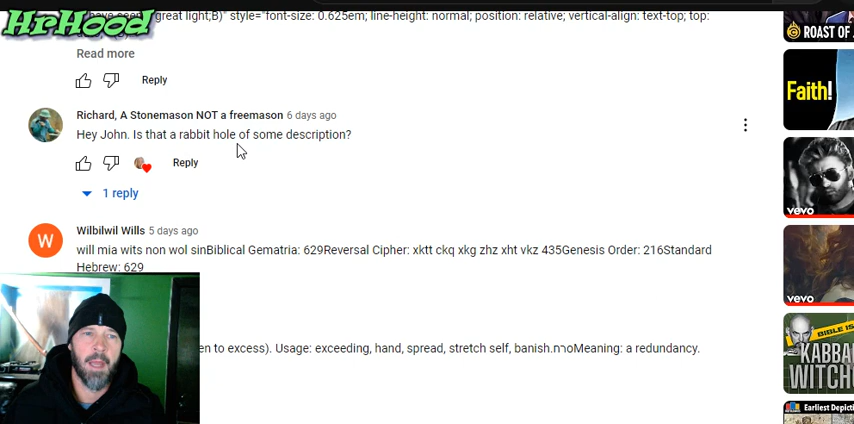 great light;B)" style="font-size: 0.625em; line-height: normal; position: relative; vertical-align: text-top; top:
HrHood
Read more
Reply
Richard, A Stonemason NOT a freemason 6 days ago
Hey John. Is that a rabbit hole of some description?
Reply
1 reply
W
Wilbilwil Wills 5 days ago
will mia wits non wol sinBiblical Gematria: 629Reversal Cipher: xktt ckq xkg zhz xht vkz 435Genesis Order: 216Standard
Hebrew: 629
en to excess). Usage: exceeding, hand, spread, stretch self, banish.סרחMeaning: a redundancy.
ROAST OF
Faith!
vevo
vevo
BIBLE IS
KABBA
WITCH
Earliest Depicti